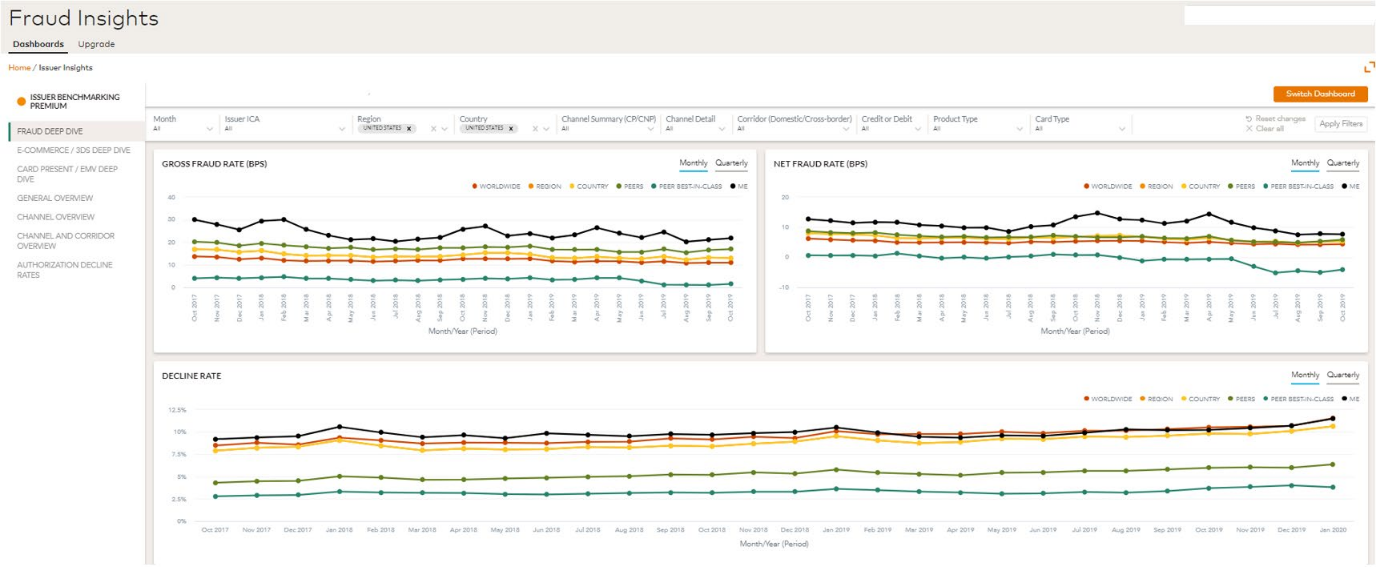 Fraud Insights
Dashboards Upgrade
Home / Issuer Insights
ISSUER BENCHMARKING
PREMIUM
Switch Dashboard
FRAUD DEEP DIVE
E-COMMERCE / 3DS DEEP DIVE
CARD PRESENT / EMV DEEP
DIVE
GENERAL OVERVIEW
CHANNEL OVERVIEW
CHANNEL AND CORRIDOR
OVERVIEW
AUTHORIZATION DECLINE
RATES
Month Issuer ICA Region Country Channel Summary (CP/CNP) Channel Detail Corridor (Domestic/Cross-border) Credit or Debit Product Type Card Type
All All UNITED STATES x UNITED STATES x All All All All All All
Reset changes
Clear all
Apply Filters
GROSS FRAUD RATE (BPS) Monthly Quarterly
WORLDWIDE REGION COUNTRY PEERS PEER BEST-IN-CLASS ME
40
30
20
10
0
Oct 2017 Nov 2017 Dec 2017 Jan 2018 Feb 2018 Mar 2018 Apr 2018 May 2018 Jun 2018 Jul 2018 Aug 2018 Sep 2018 Oct 2018 Nov 2018 Dec 2018 Jan 2019 Feb 2019 Mar 2019 Apr 2019 May 2019 Jun 2019 Jul 2019 Aug 2019 Sep 2019 Oct 2019
Month/Year (Period)
NET FRAUD RATE (BPS) Monthly Quarterly
WORLDWIDE REGION COUNTRY PEERS PEER BEST-IN-CLASS ME
20
10
0
-10
Oct 2017 Nov 2017 Dec 2017 Jan 2018 Feb 2018 Mar 2018 Apr 2018 May 2018 Jun 2018 Jul 2018 Aug 2018 Sep 2018 Oct 2018 Nov 2018 Dec 2018 Jan 2019 Feb 2019 Mar 2019 Apr 2019 May 2019 Jun 2019 Jul 2019 Aug 2019 Sep 2019 Oct 2019
Month/Year (Period)
DECLINE RATE Monthly Quarterly
WORLDWIDE REGION COUNTRY PEERS PEER BEST-IN-CLASS ME
12.5%
10%
7.5%
5%
2.5%
0%
Oct 2017 Nov 2017 Dec 2017 Jan 2018 Feb 2018 Mar 2018 Apr 2018 May 2018 Jun 2018 Jul 2018 Aug 2018 Sep 2018 Oct 2018 Nov 2018 Dec 2018 Jan 2019 Feb 2019 Mar 2019 Apr 2019 May 2019 Jun 2019 Jul 2019 Aug 2019 Sep 2019 Oct 2019 Nov 2019 Dec 2019 Jan 2020
Month/Year (Period)